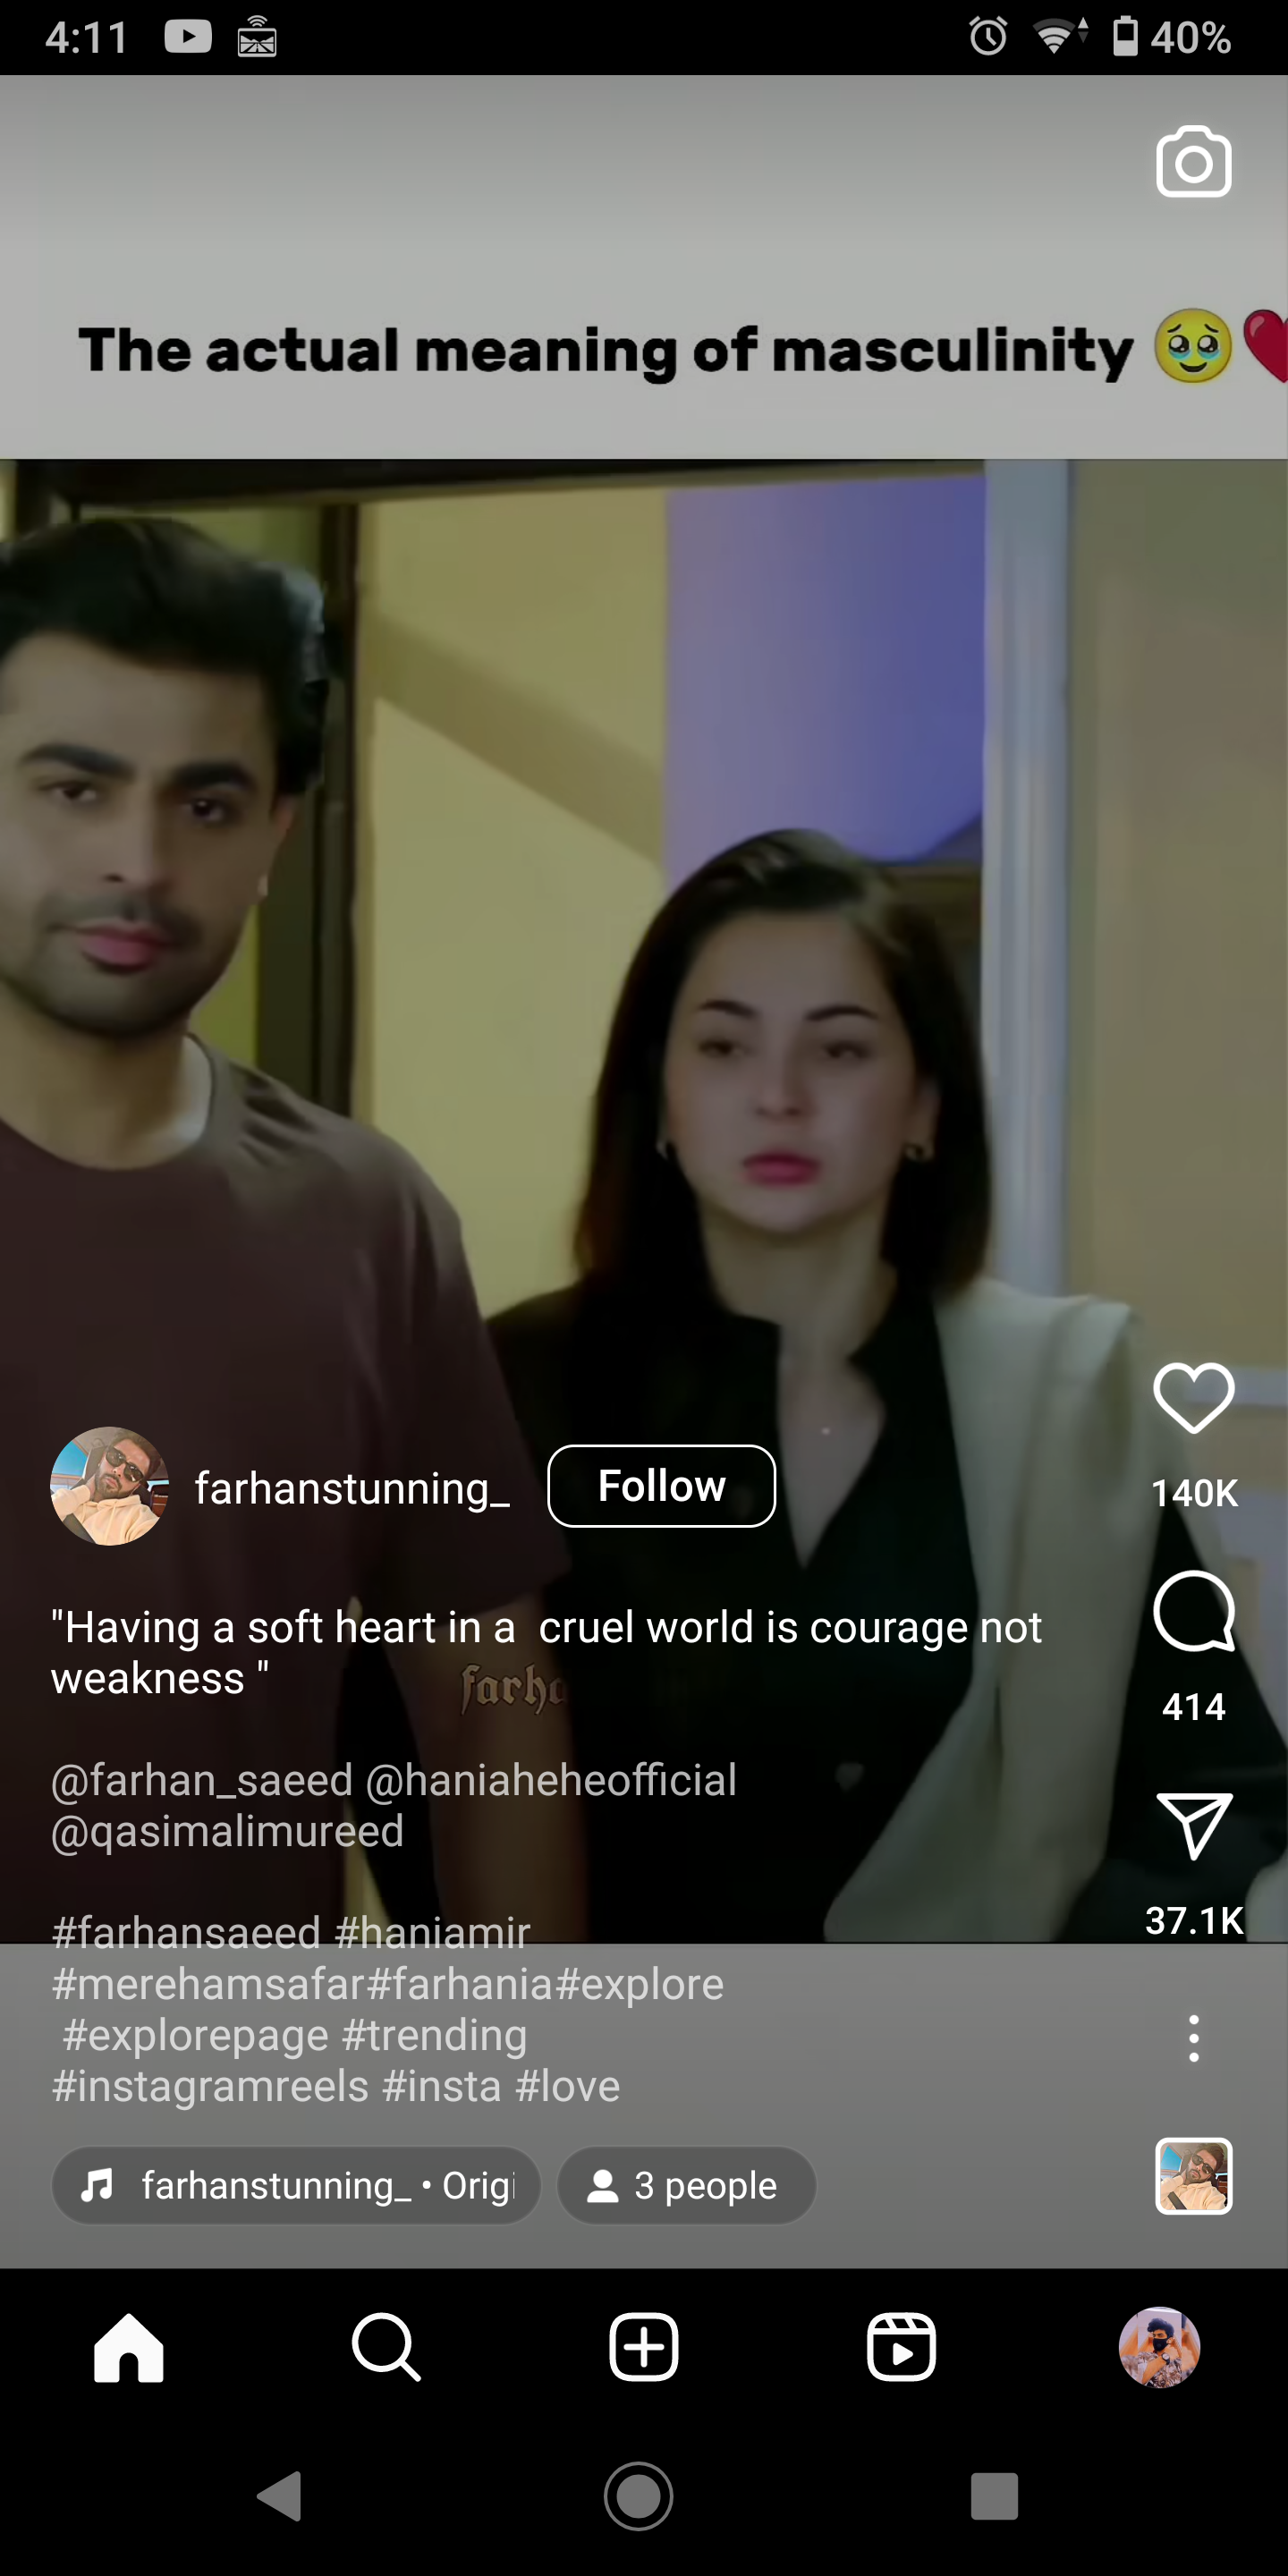 4:11
40%
The actual meaning of masculinity 🥹❤
farhanstunning_ Follow
140K
"Having a soft heart in a  cruel world is courage not
weakness "
farha
414
@farhan_saeed @haniaheheofficial
@qasimalimureed
37.1K
#farhansaeed #haniamir
#merehamsafar#farhania#explore
#explorepage #trending
#instagramreels #insta #love
farhanstunning_ • Origi
3 people